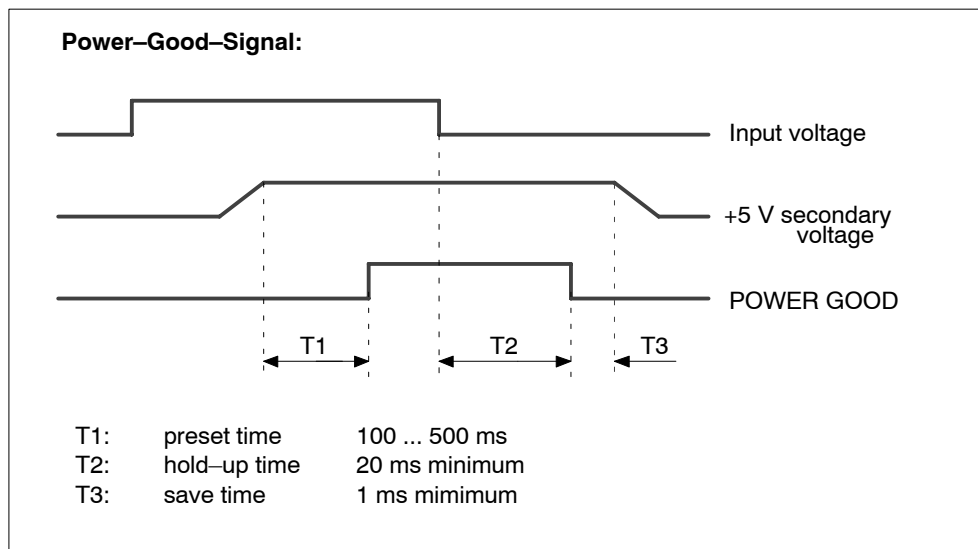 Power–Good–Signal:
Input voltage
+5 V secondary
voltage
POWER GOOD
T1 T2 T3
T1: preset time 100 ... 500 ms
T2: hold–up time 20 ms minimum
T3: save time 1 ms mimimum